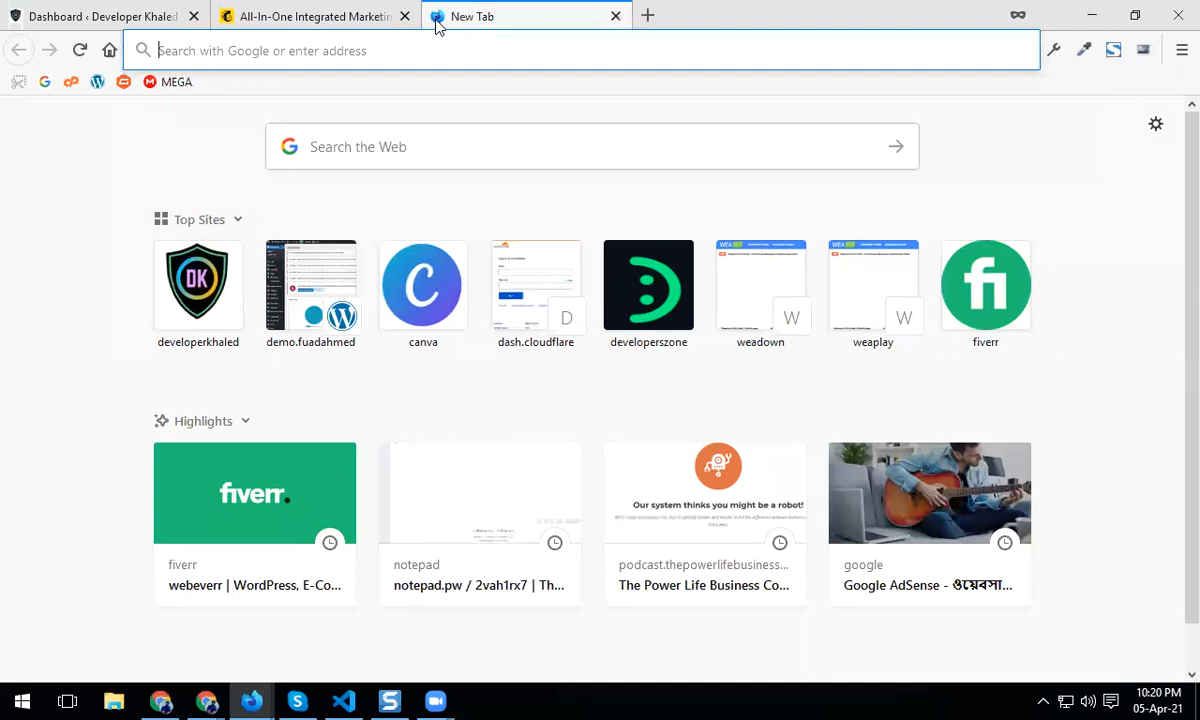 Dashboard ‹ Developer Khaled
All-In-One Integrated Marketin
New Tab
Search with Google or enter address
MEGA
Search the Web
Top Sites
DK
D
W
W
fi
developerkhaled
demo.fuadahmed
canva
dash.cloudflare
developerszone
weadown
weaplay
fiverr
Highlights
fiverr.
Our system thinks you might be a robot!
fiverr
notepad
podcast.thepowerlifebusiness...
google
webeverr | WordPress, E-Co...
notepad.pw / 2vah1rx7 | Th...
The Power Life Business Co...
Google AdSense - ওয়েবসা...
10:20 PM
05-Apr-21